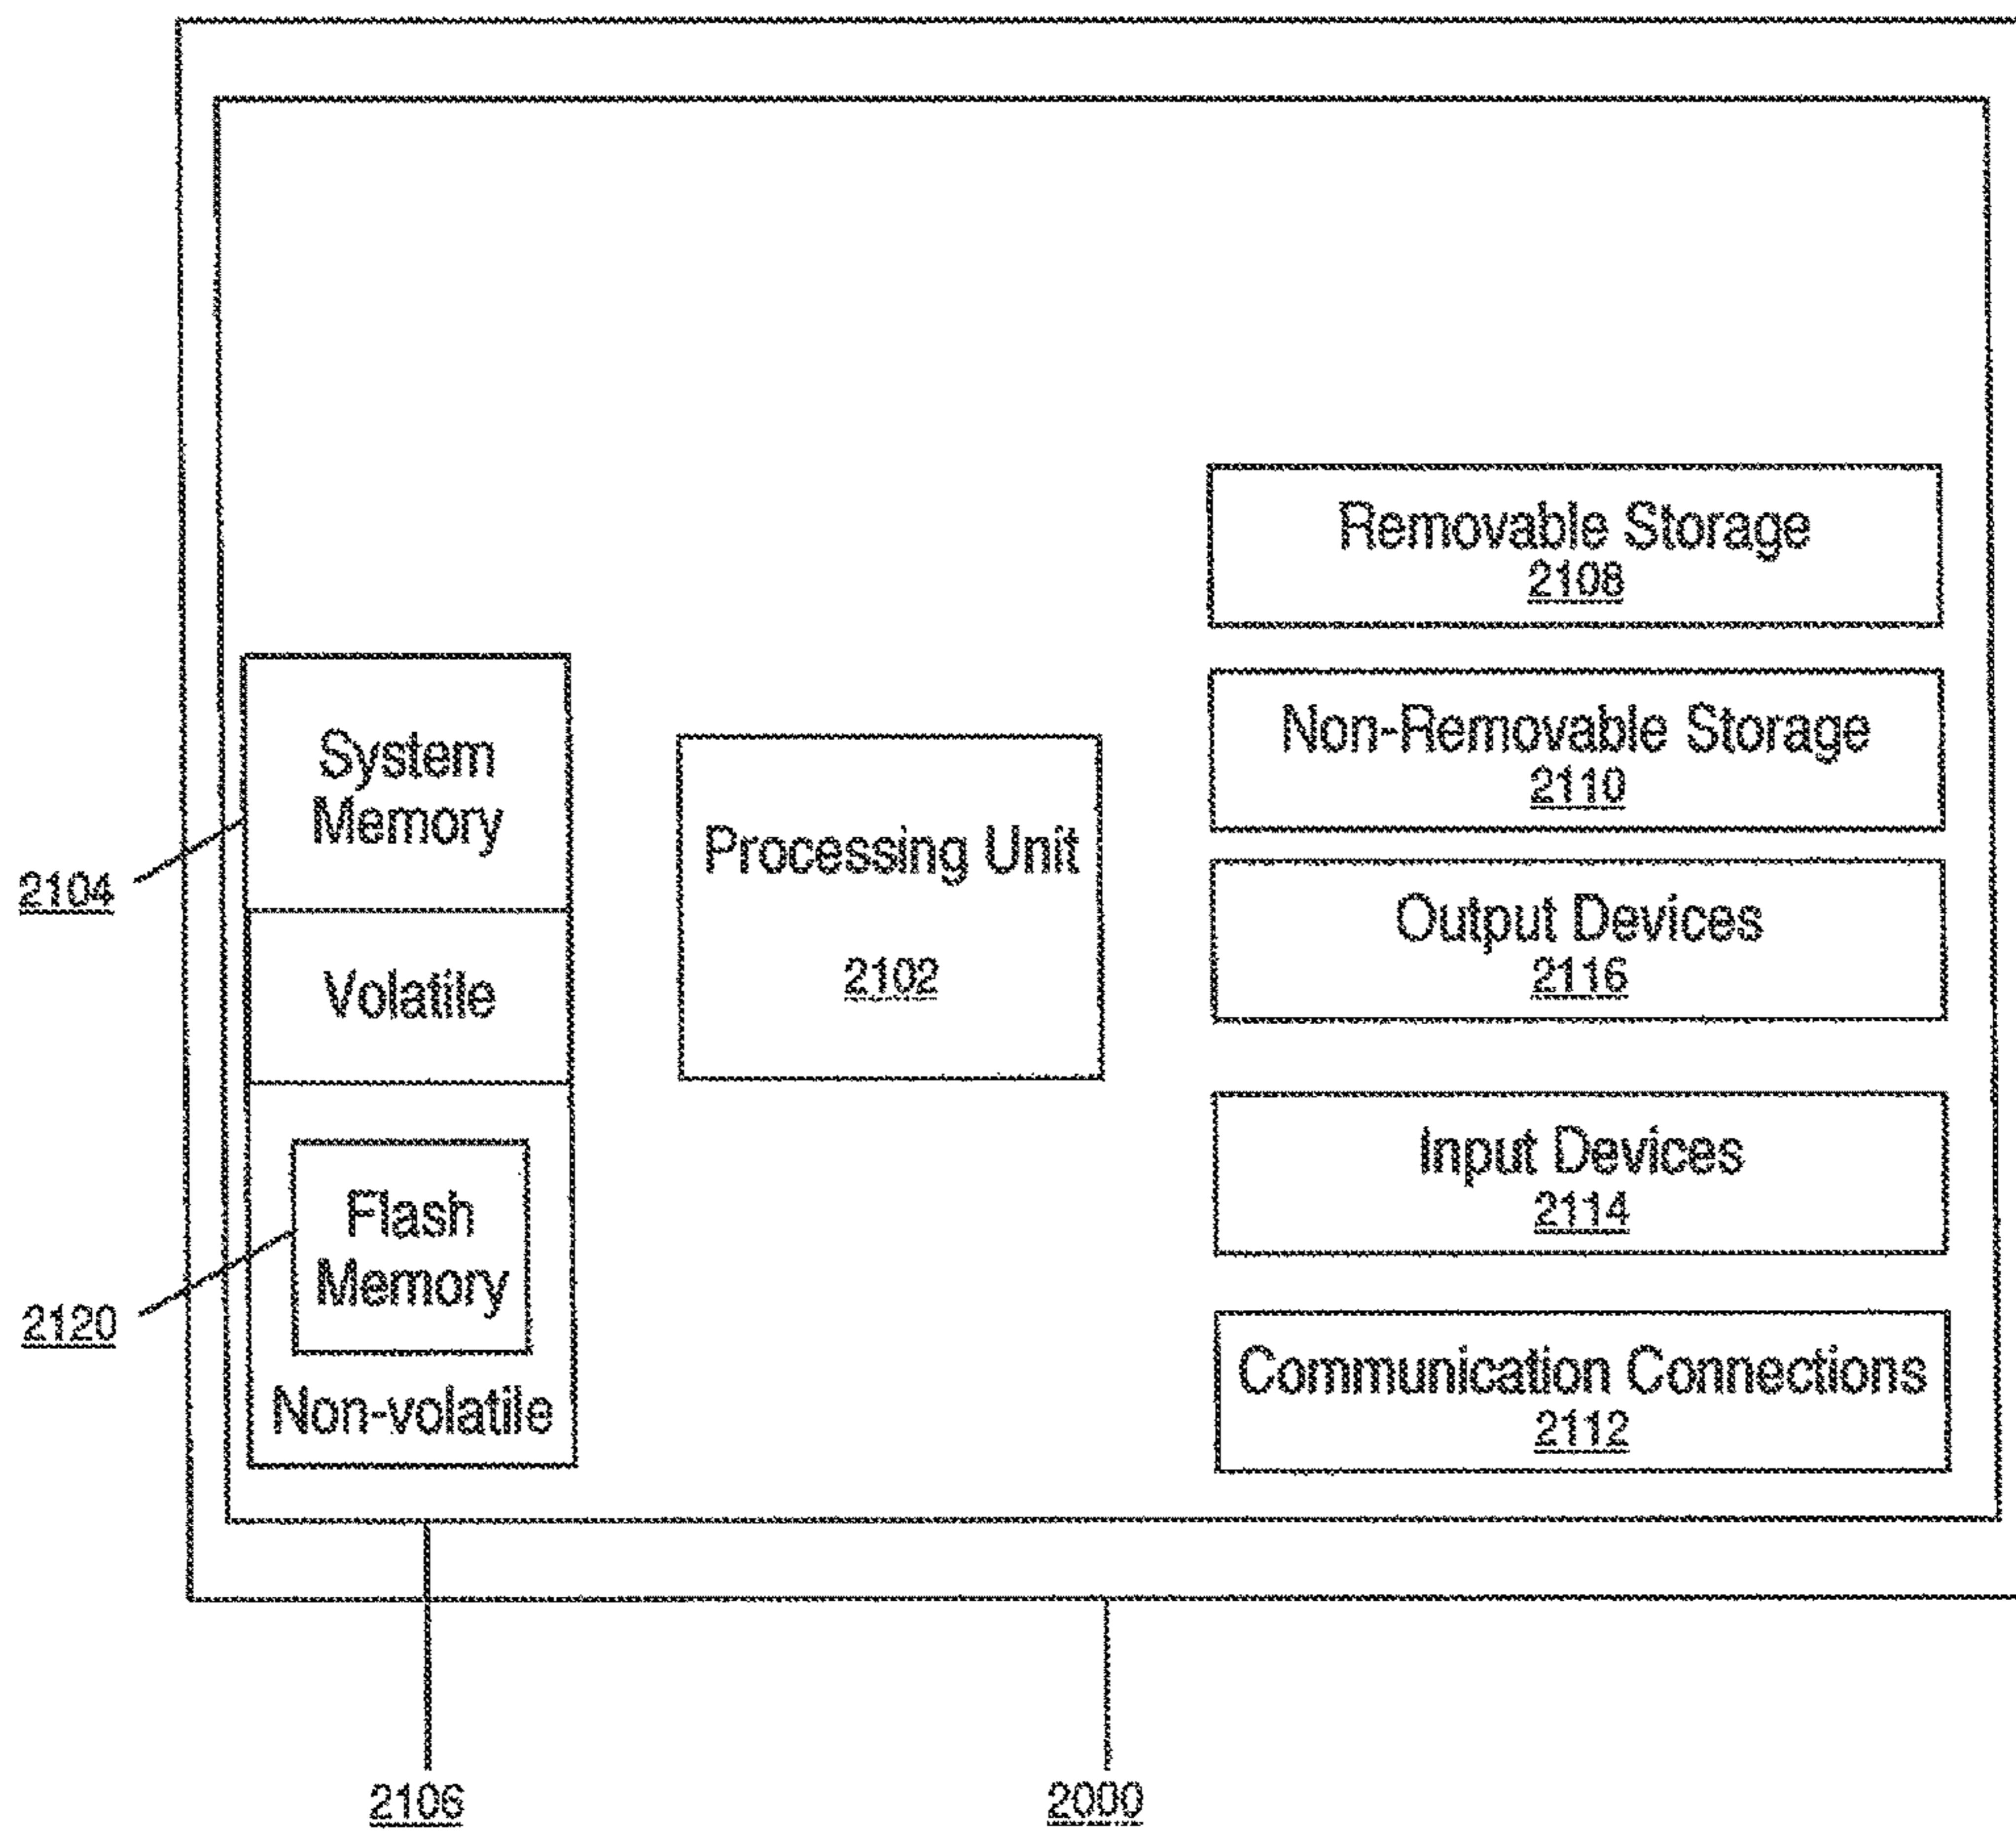 Removable Storage
2108
Non-Removable Storage
2110
Output Devices
2116
Input Devices
2114
Communication Connections
2112
Processing Unit
2102
System
Memory
Volatile
Flash
Memory
Non-volatile
2104
2120
2106
2000